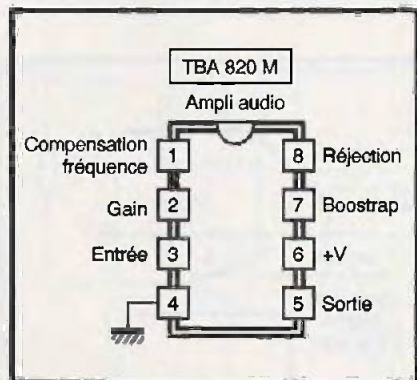 TBA 820 M
Ampli audio
Compensation
fréquence
1
8
Réjection
Gain
2
7
Boostrap
Entrée
3
6
+V
4
5
Sortie